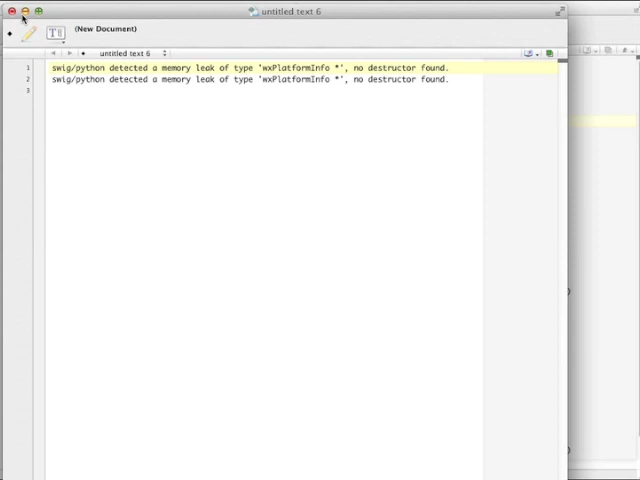 untitled text 6
(New Document)
untitled text 6
1 swig/python detected a memory leak of type 'wxPlatformInfo *', no destructor found.
2 swig/python detected a memory leak of type 'wxPlatformInfo *', no destructor found.
3